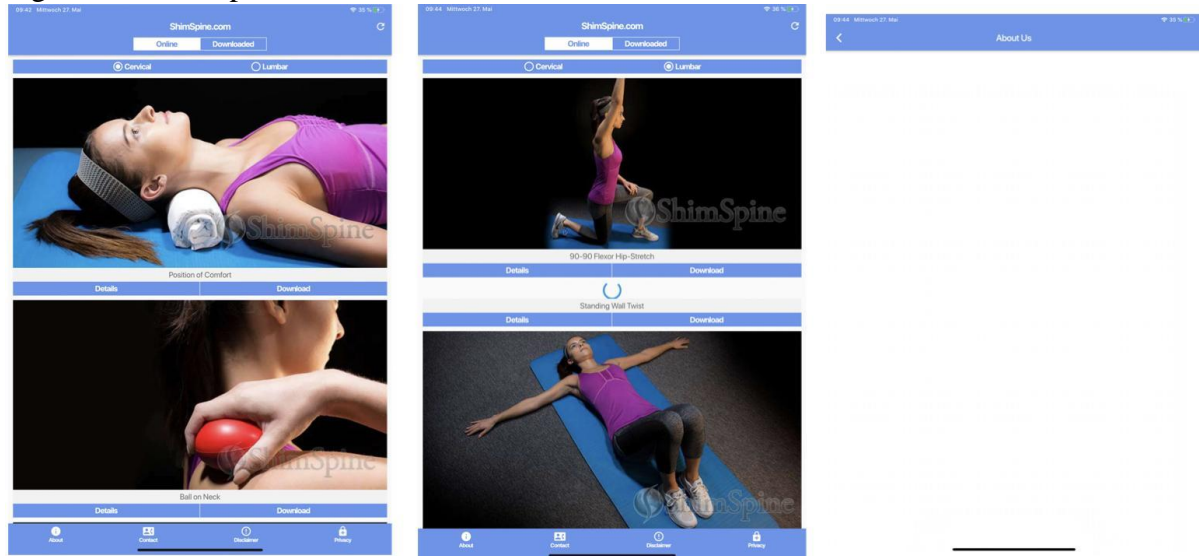 09:42 Mittwoch 27. Mai
35 %
ShimSpine.com
Online Downloaded
Cervical Lumbar
ShimSpine
Position of Comfort
Details Download
ShimSpine
Ball on Neck
Details Download
About Contact Disclaimer Privacy
09:44 Mittwoch 27. Mai
ShimSpine.com
Online Downloaded
Cervical Lumbar
ShimSpine
90-90 Flexor Hip-Stretch
Details Download
Standing Wall Twist
Details Download
ShimSpine
About Contact Disclaimer Privacy
09:44 Mittwoch 27. Mai
About Us